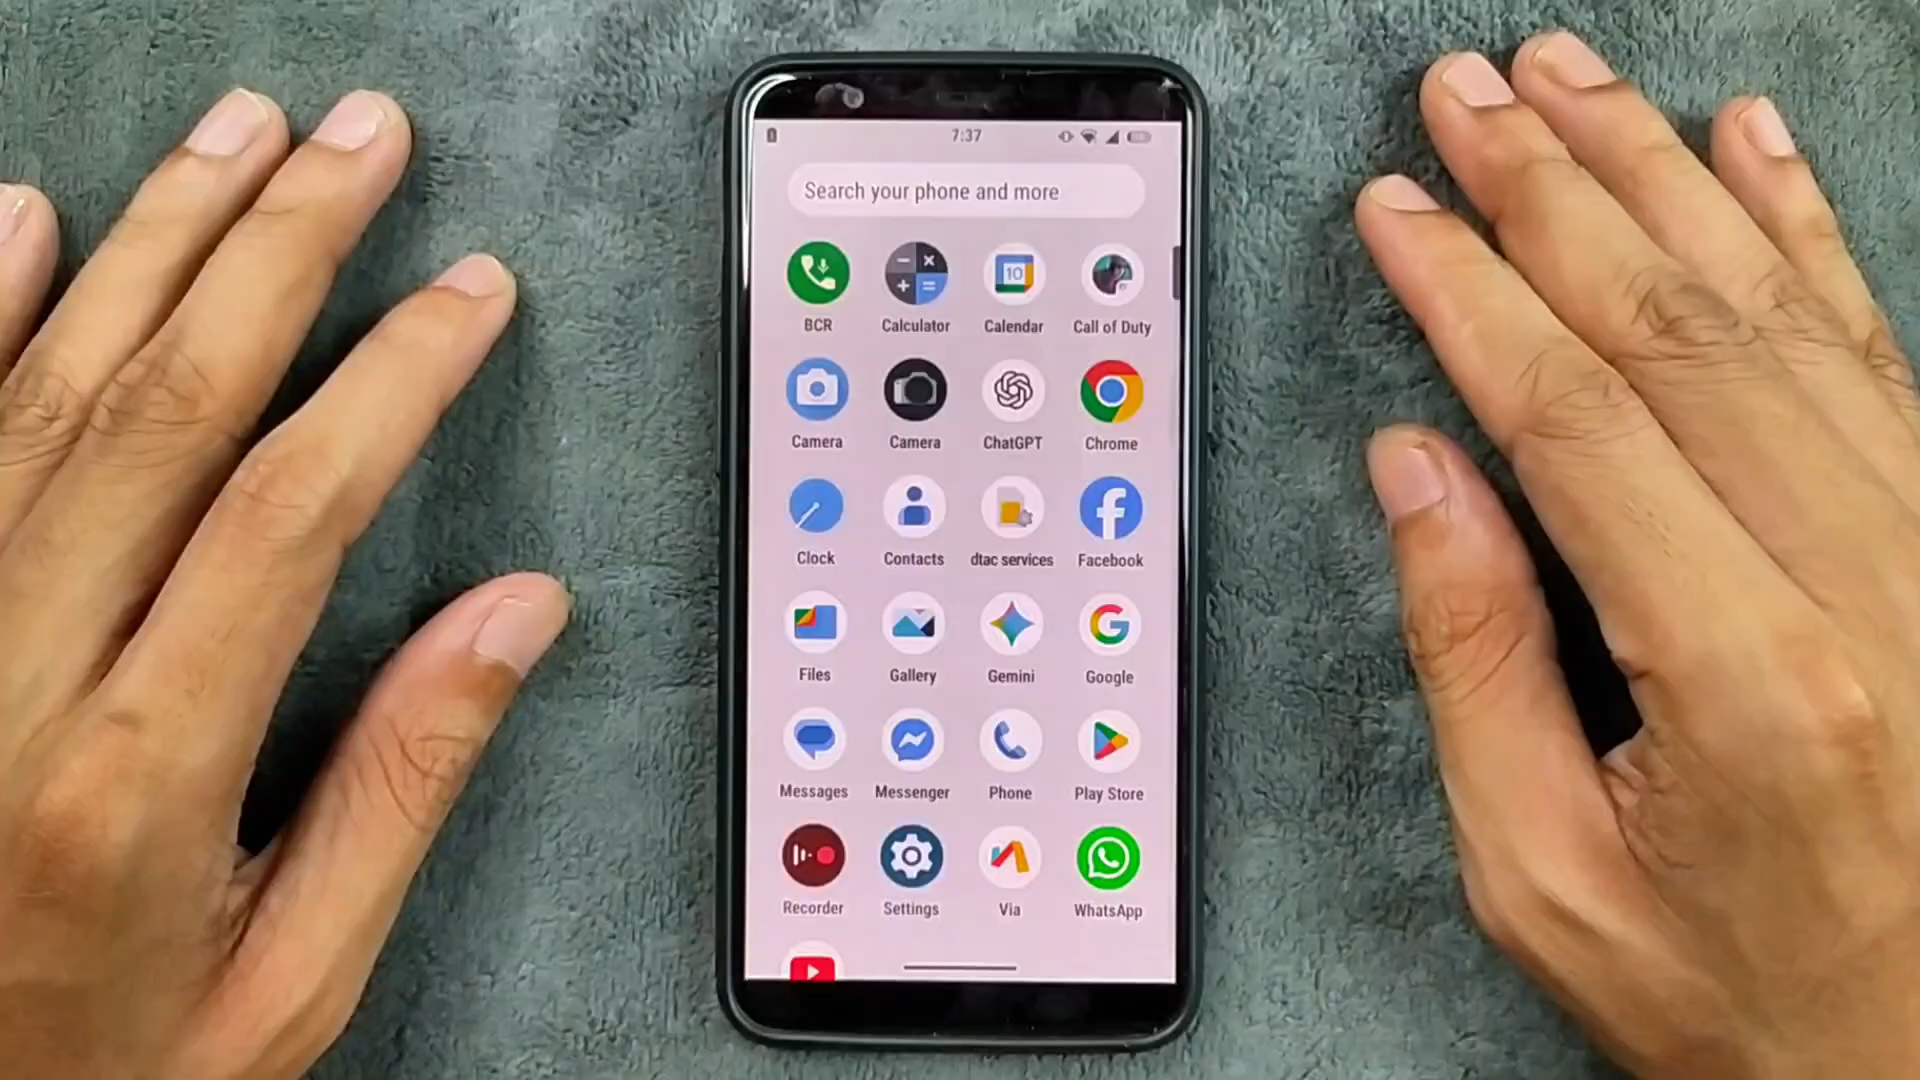 7:37
Search your phone and more
BCR Calculator Calendar Call of Duty
10
Camera Camera ChatGPT Chrome
Clock Contacts dtac services Facebook
Files Gallery Gemini Google
Messages Messenger Phone Play Store
Recorder Settings Via WhatsApp